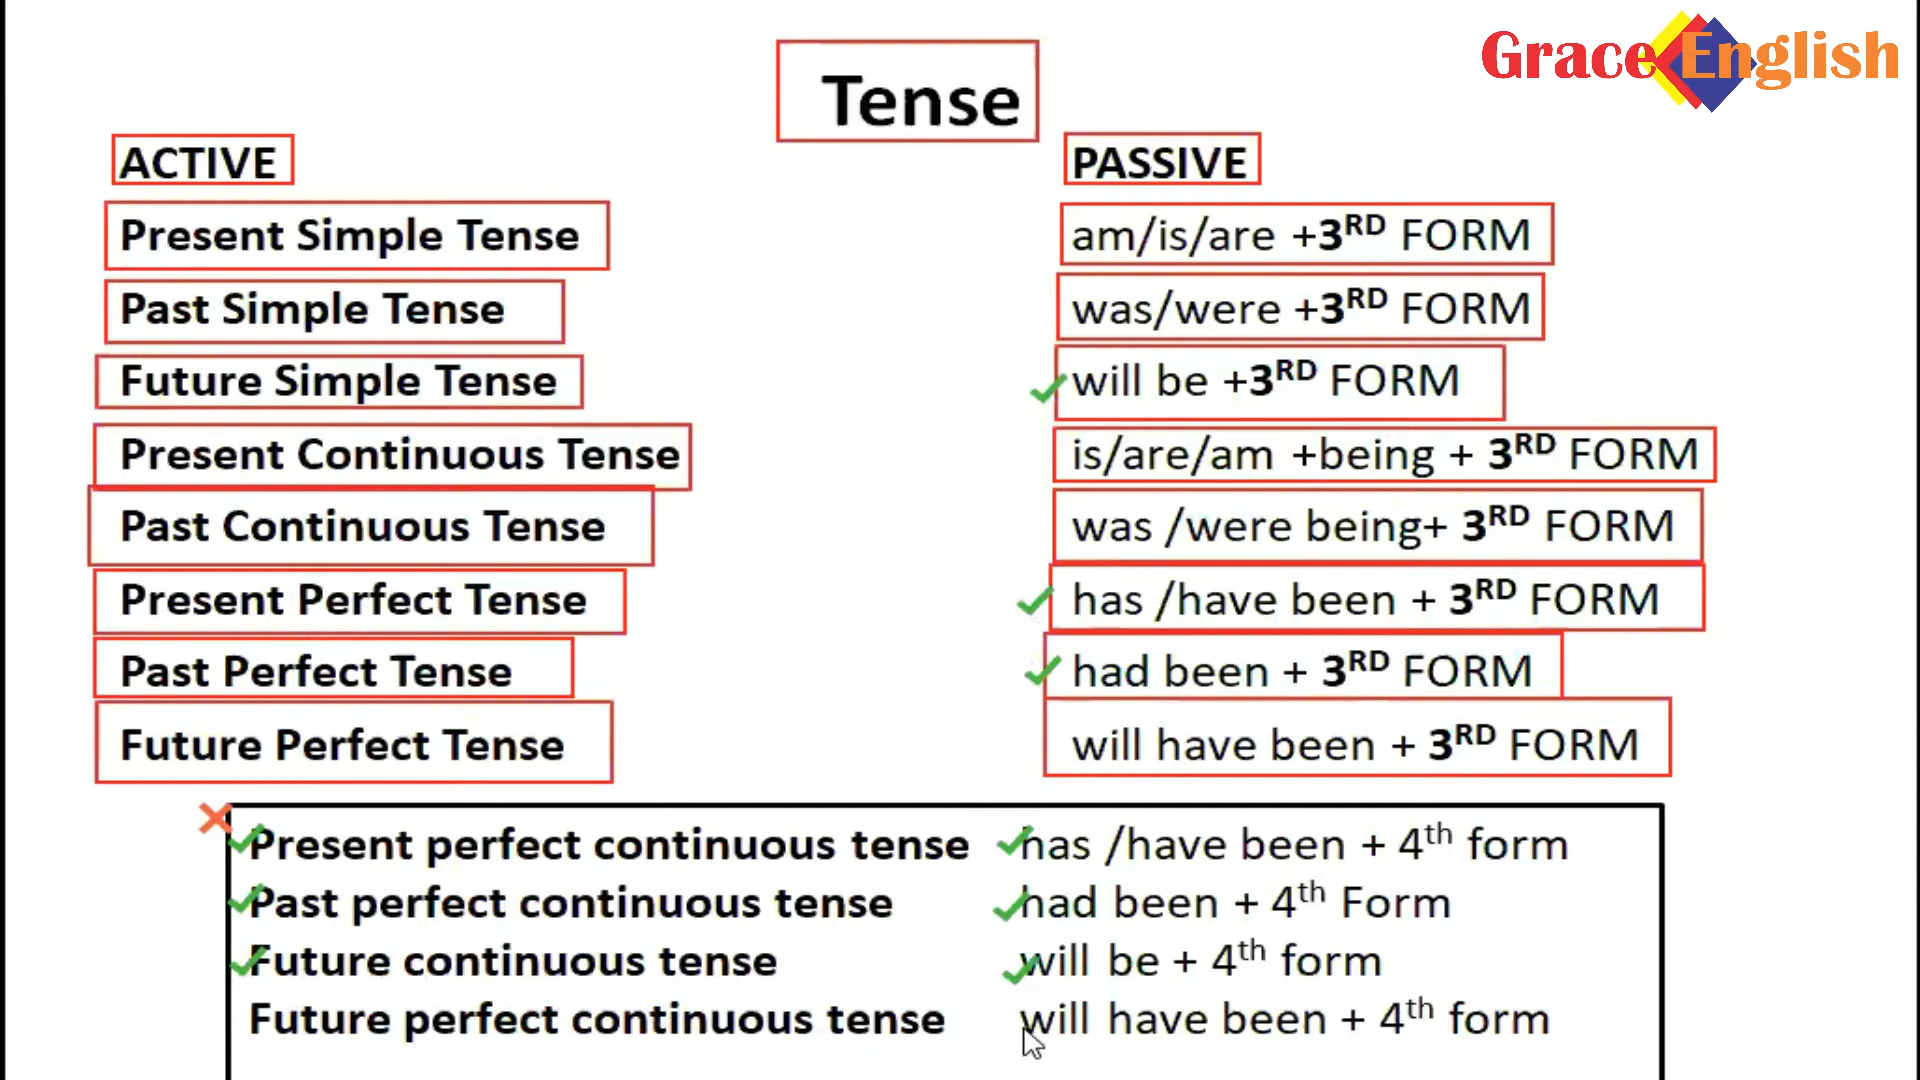 Grace English
Tense
ACTIVE PASSIVE
Present Simple Tense am/is/are +3RD FORM
Past Simple Tense was/were +3RD FORM
Future Simple Tense will be +3RD FORM
Present Continuous Tense is/are/am +being + 3RD FORM
Past Continuous Tense was /were being+ 3RD FORM
Present Perfect Tense has /have been + 3RD FORM
Past Perfect Tense had been + 3RD FORM
Future Perfect Tense will have been + 3RD FORM
Present perfect continuous tense has /have been + 4th form
Past perfect continuous tense had been + 4th Form
Future continuous tense will be + 4th form
Future perfect continuous tense will have been + 4th form